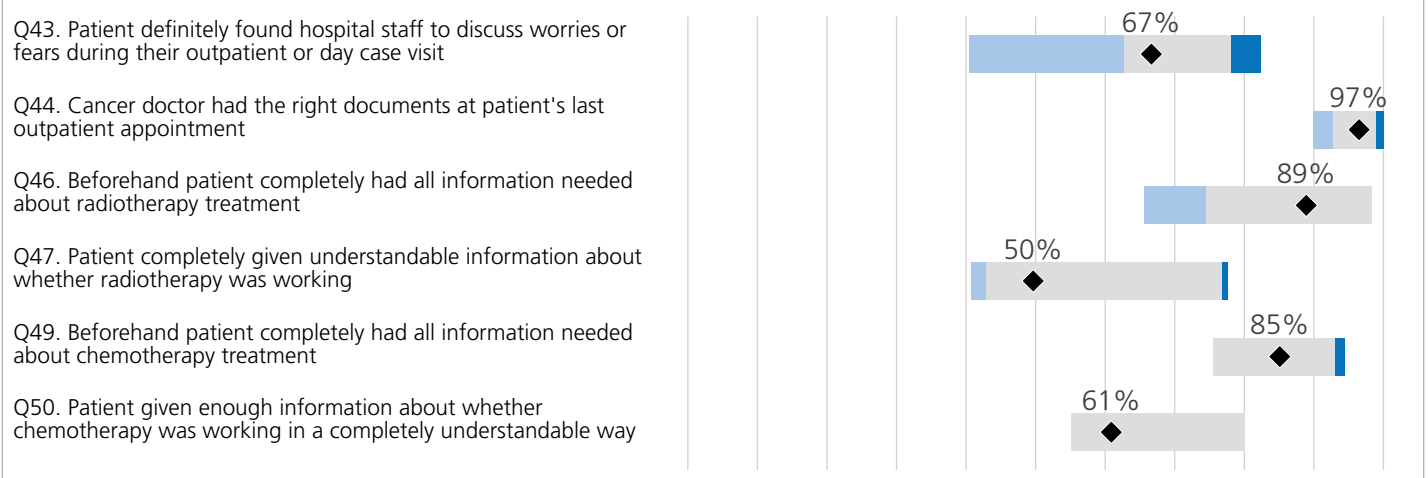 Q43. Patient definitely found hospital staff to discuss worries or
fears during their outpatient or day case visit
67%
Q44. Cancer doctor had the right documents at patient's last
outpatient appointment
97%
Q46. Beforehand patient completely had all information needed
about radiotherapy treatment
89%
Q47. Patient completely given understandable information about
whether radiotherapy was working
50%
Q49. Beforehand patient completely had all information needed
about chemotherapy treatment
85%
Q50. Patient given enough information about whether
chemotherapy was working in a completely understandable way
61%